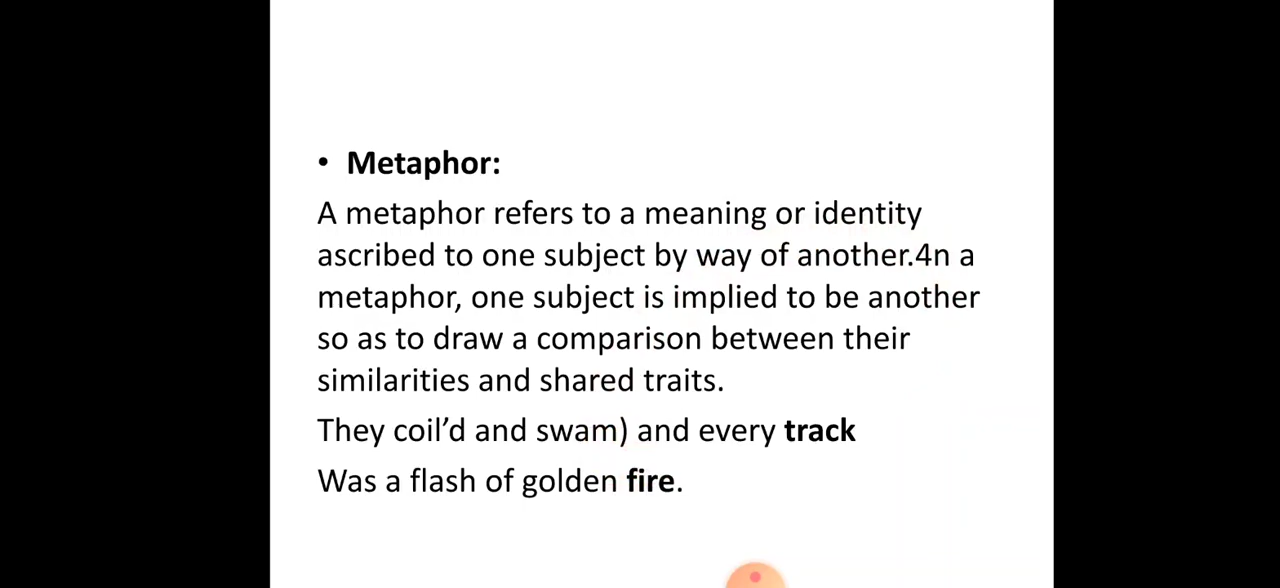 • Metaphor:
A metaphor refers to a meaning or identity
ascribed to one subject by way of another.4n a
metaphor, one subject is implied to be another
so as to draw a comparison between their
similarities and shared traits.
They coil’d and swam) and every track
Was a flash of golden fire.